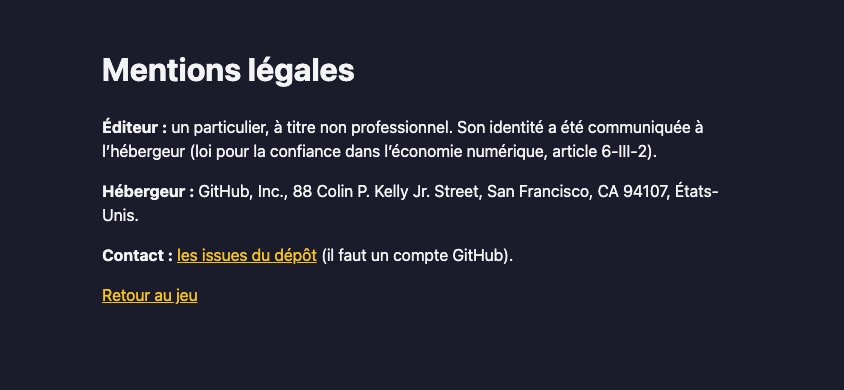 Mentions légales
Éditeur : un particulier, à titre non professionnel. Son identité a été communiquée à
l’hébergeur (loi pour la confiance dans l’économie numérique, article 6-III-2).
Hébergeur : GitHub, Inc., 88 Colin P. Kelly Jr. Street, San Francisco, CA 94107, États-
Unis.
Contact : les issues du dépôt (il faut un compte GitHub).
Retour au jeu